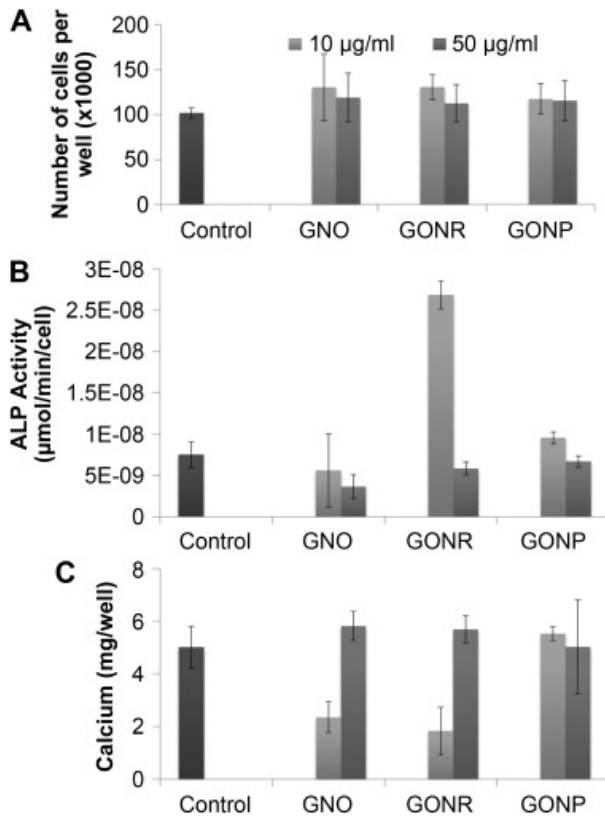 A
Number of cells per
well (x1000)
200
150
100
50
0
10 µg/ml
50 µg/ml
Control
GNO
GONR
GONP
B
ALP Activity
(µmol/min/cell)
3E-08
2.5E-08
2E-08
1.5E-08
1E-08
5E-09
0
Control
GNO
GONR
GONP
C
Calcium (mg/well)
8
6
4
2
0
Control
GNO
GONR
GONP